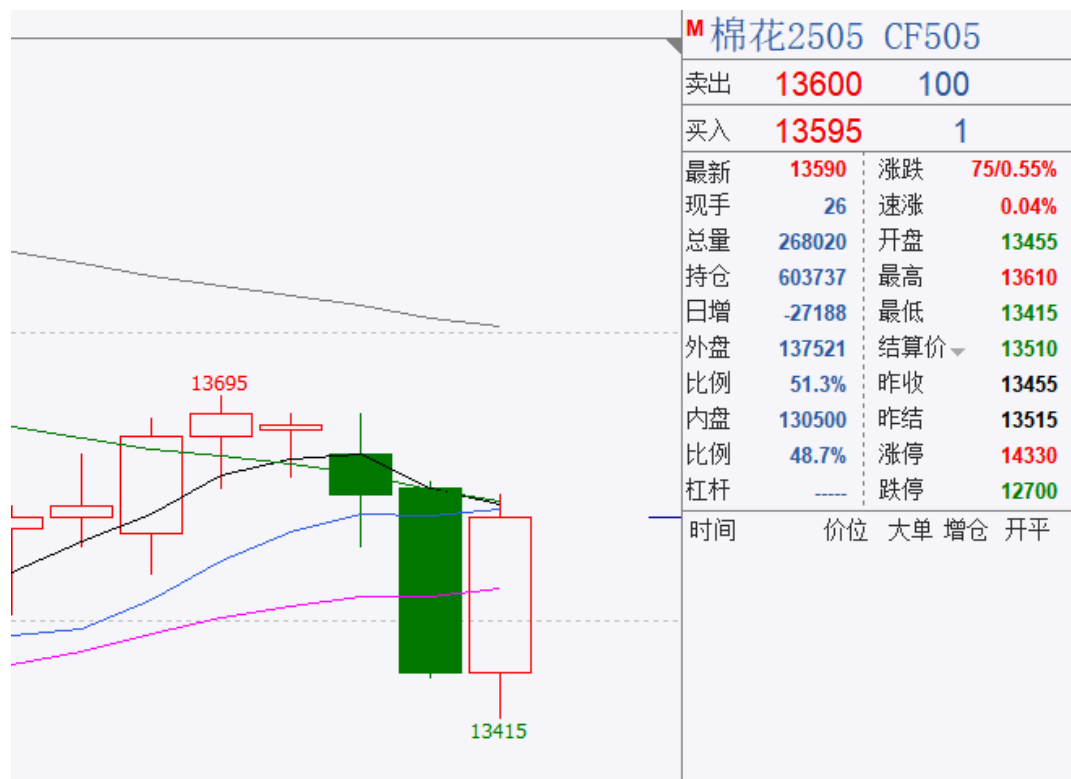 M 棉花2505 CF505
卖出 13600 100
买入 13595 1
最新 13590 涨跌 75/0.55%
现手 26 速涨 0.04%
总量 268020 开盘 13455
持仓 603737 最高 13610
日增 -27188 最低 13415
外盘 137521 结算价 13510
比例 51.3% 昨收 13455
内盘 130500 昨结 13515
比例 48.7% 涨停 14330
杠杆 ----- 跌停 12700
时间 价位 大单 增仓 开平
13695
13415